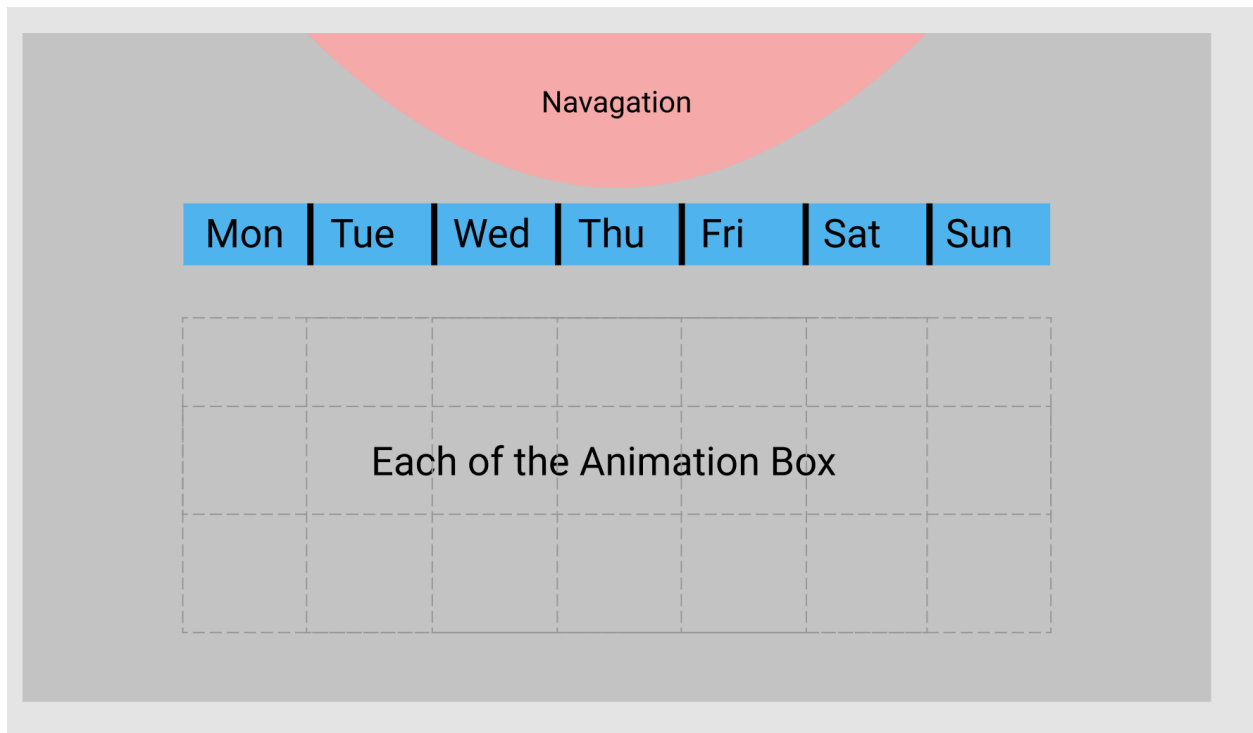 Navagation
Mon Tue Wed Thu Fri Sat Sun
Each of the Animation Box